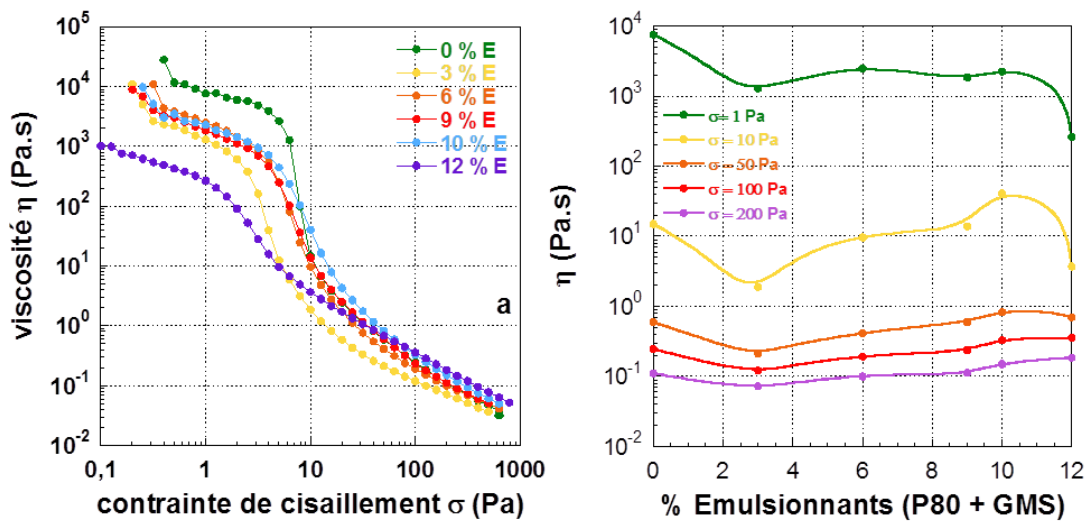 10^5
10^4
10^3
10^2
10^1
10^0
10^-1
10^-2
viscosité η (Pa.s)
0 % E
3 % E
6 % E
9 % E
10 % E
12 % E
a
0,1
1
10
100
1000
contrainte de cisaillement σ (Pa)
10^4
10^3
10^2
10^1
10^0
10^-1
10^-2
η (Pa.s)
σ= 1 Pa
σ= 10 Pa
σ= 50 Pa
σ= 100 Pa
σ= 200 Pa
0
2
4
6
8
10
12
% Emulsionnants (P80 + GMS)